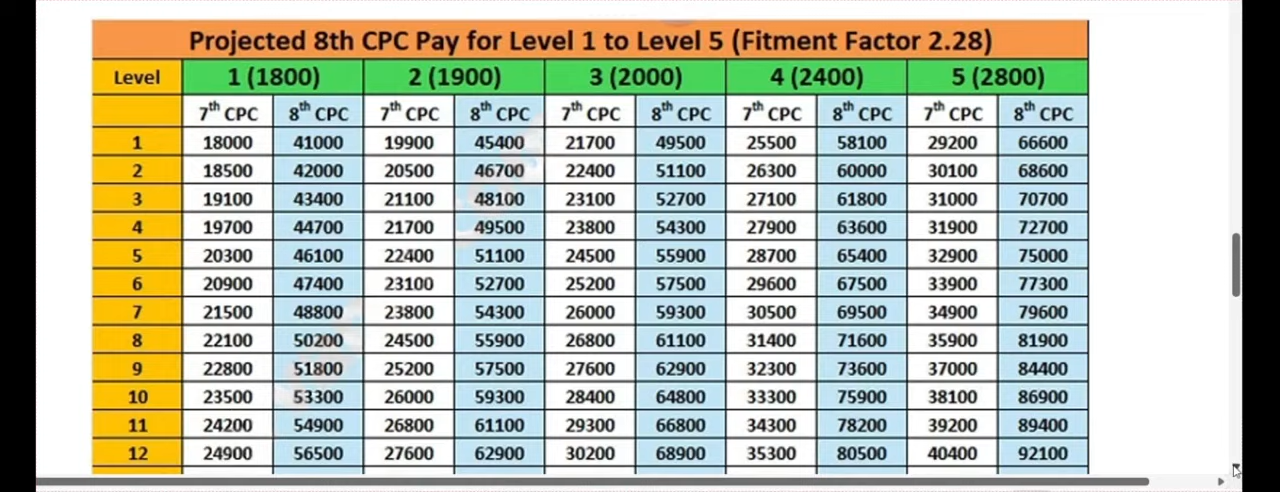 Projected 8th CPC Pay for Level 1 to Level 5 (Fitment Factor 2.28)
Level 1 (1800) 2 (1900) 3 (2000) 4 (2400) 5 (2800)
7th CPC 8th CPC 7th CPC 8th CPC 7th CPC 8th CPC 7th CPC 8th CPC 7th CPC 8th CPC
1 18000 41000 19900 45400 21700 49500 25500 58100 29200 66600
2 18500 42000 20500 46700 22400 51100 26300 60000 30100 68600
3 19100 43400 21100 48100 23100 52700 27100 61800 31000 70700
4 19700 44700 21700 49500 23800 54300 27900 63600 31900 72700
5 20300 46100 22400 51100 24500 55900 28700 65400 32900 75000
6 20900 47400 23100 52700 25200 57500 29600 67500 33900 77300
7 21500 48800 23800 54300 26000 59300 30500 69500 34900 79600
8 22100 50200 24500 55900 26800 61100 31400 71600 35900 81900
9 22800 51800 25200 57500 27600 62900 32300 73600 37000 84400
10 23500 53300 26000 59300 28400 64800 33300 75900 38100 86900
11 24200 54900 26800 61100 29300 66800 34300 78200 39200 89400
12 24900 56500 27600 62900 30200 68900 35300 80500 40400 92100